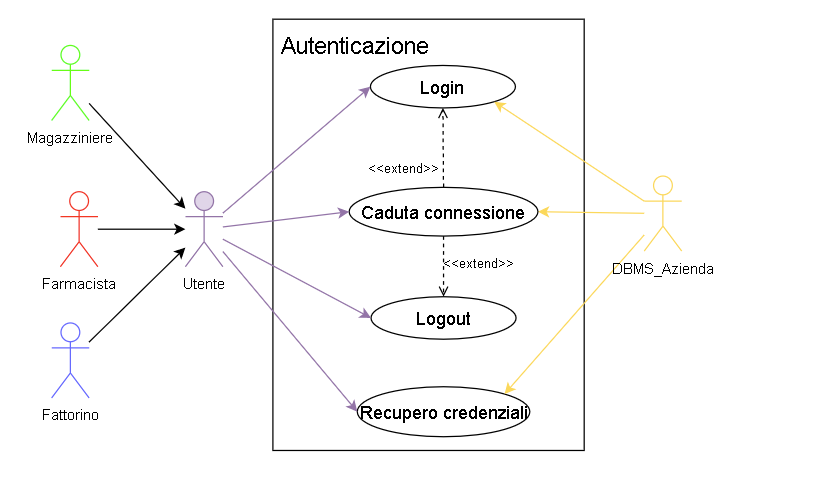 Autenticazione
Login
Magazziniere
<<extend>>
Caduta connessione
<<extend>>
Farmacista
Utente
DBMS_Azienda
Logout
Fattorino
Recupero credenziali